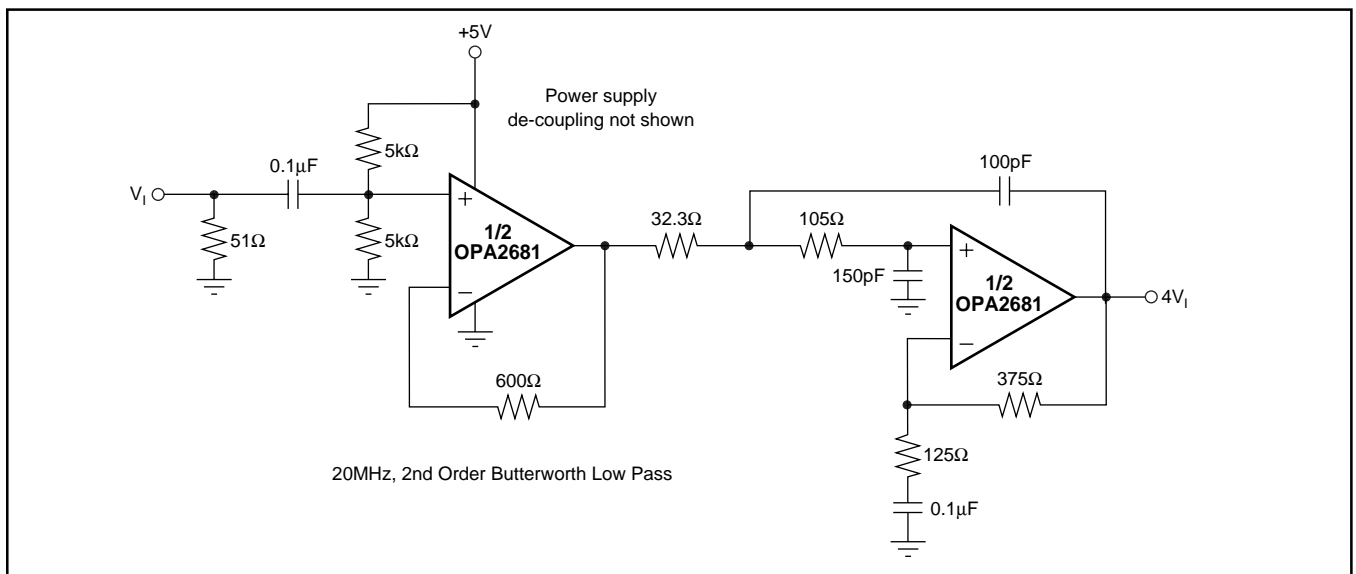 +5V
Power supply
de-coupling not shown
5kΩ
0.1µF
V_I
51Ω
5kΩ
+
1/2
OPA2681
−
600Ω
32.3Ω
105Ω
100pF
150pF
+
1/2
OPA2681
−
4V_I
375Ω
125Ω
0.1µF
20MHz, 2nd Order Butterworth Low Pass